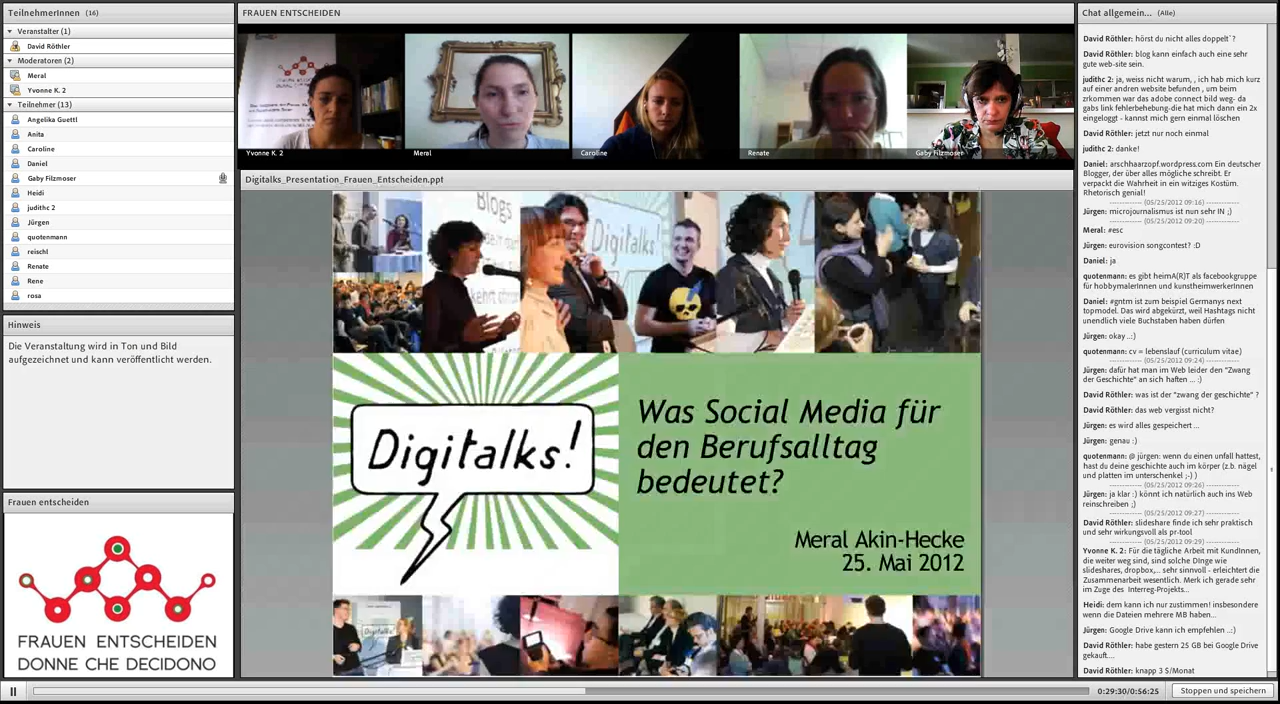 TeilnehmerInnen (16)
Veranstalter (1)
David Röthler
Moderatoren (2)
Meral
Yvonne K. 2
Teilnehmer (13)
Angelika Guettl
Anita
Caroline
Daniel
Gaby Filzmoser
Heidi
judithc 2
Jürgen
quotenmann
reischl
Renate
Rene
rosa
Hinweis
Die Veranstaltung wird in Ton und Bild
aufgezeichnet und kann veröffentlicht werden.
Frauen entscheiden
FRAUEN ENTSCHEIDEN
DONNE CHE DECIDONO
FRAUEN ENTSCHEIDEN
Yvonne K. 2
Meral
Caroline
Renate
Gaby Filzmoser
Digitalks_Presentation_Frauen_Entscheiden.ppt
Blogs
Digitalks!
Digitalks!
Was Social Media für
den Berufsalltag
bedeutet?
Meral Akin-Hecke
25. Mai 2012
Digitalks!
Chat allgemein... (Alle)
David Röthler: hörst du nicht alles doppelt`?
David Röthler: blog kann einfach auch eine sehr
gute web-site sein.
judithc 2: ja, weiss nicht warum, , ich hab mich kurz
auf einer andren website befunden , um beim
zrkommen war das adobe connect bild weg- da
gabs link fehlerbehebung-die hat mich dann ein 2x
eingeloggt - kannst mich gern einmal löschen
David Röthler: jetzt nur noch einmal
judithc 2: danke!
Daniel: arschhaarzopf.wordpress.com Ein deutscher
Blogger, der über alles mögliche schreibt. Er
verpackt die Wahrheit in ein witziges Kostüm.
Rhetorisch genial!
------------ (05/25/2012 09:16) ------------
Jürgen: microjournalismus ist nun sehr IN ;)
------------ (05/25/2012 09:20) ------------
Meral: #esc
Jürgen: eurovision songcontest? :D
Daniel: ja
quotenmann: es gibt heimA(R)T als facebookgruppe
für hobbymalerInnen und kunstheimwerkerInnen
Daniel: #gntm ist zum beispiel Germanys next
topmodel. Das wird abgekürzt, weil Hashtags nicht
unendlich viele Buchstaben haben dürfen
Jürgen: okay ..:)
quotenmann: cv = lebenslauf (curriculum vitae)
------------ (05/25/2012 09:24) ------------
Jürgen: dafür hat man im Web leider den "Zwang
der Geschichte" an sich haften ... :)
David Röthler: was ist der "zwang der geschichte" ?
David Röthler: das web vergisst nicht?
Jürgen: es wird alles gespeichert ...
Jürgen: genau :)
quotenmann: @ jürgen: wenn du einen unfall hattest,
hast du deine geschichte auch im körper (z.b. nägel
und platten im unterschenkel ;-) )
------------ (05/25/2012 09:26) ------------
Jürgen: ja klar :) könnt ich natürlich auch ins Web
reinschreiben ;)
------------ (05/25/2012 09:27) ------------
David Röthler: slideshare finde ich sehr praktisch
und sehr wirkungsvoll als pr-tool
------------ (05/25/2012 09:29) ------------
Yvonne K. 2: Für die tägliche Arbeit mit KundInnen,
die weiter weg sind, sind solche DInge wie
slideshares, dropbox,... sehr sinnvoll - erleichtert die
Zusammenarbeit wesentlich. Merk ich gerade sehr
im Zuge des Interreg-Projekts...
Heidi: dem kann ich nur zustimmen! insbesondere
wenn die Dateien mehrere MB haben...
Jürgen: Google Drive kann ich empfehlen ..:)
David Röthler: habe gestern 25 GB bei Google Drive
gekauft....
David Röthler: knapp 3 $/Monat
0:29:30/0:56:25
Stoppen und speichern